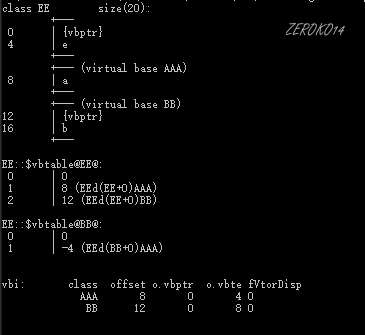 class EE        size(20):
        +---
 0      | {vbptr}
 4      | e
        +---
        +--- (virtual base AAA)
 8      | a
        +---
        +--- (virtual base BB)
12      | {vbptr}
16      | b
        +---
EE::$vbtable@EE@:
 0      | 0
 1      | 8 (EEd(EE+0)AAA)
 2      | 12 (EEd(EE+0)BB)
EE::$vbtable@BB@:
 0      | 0
 1      | -4 (EEd(BB+0)AAA)
vbi:       class  offset o.vbptr  o.vbte fVtorDisp
             AAA       8       0       4 0
              BB      12       0       8 0
ZEROKO14